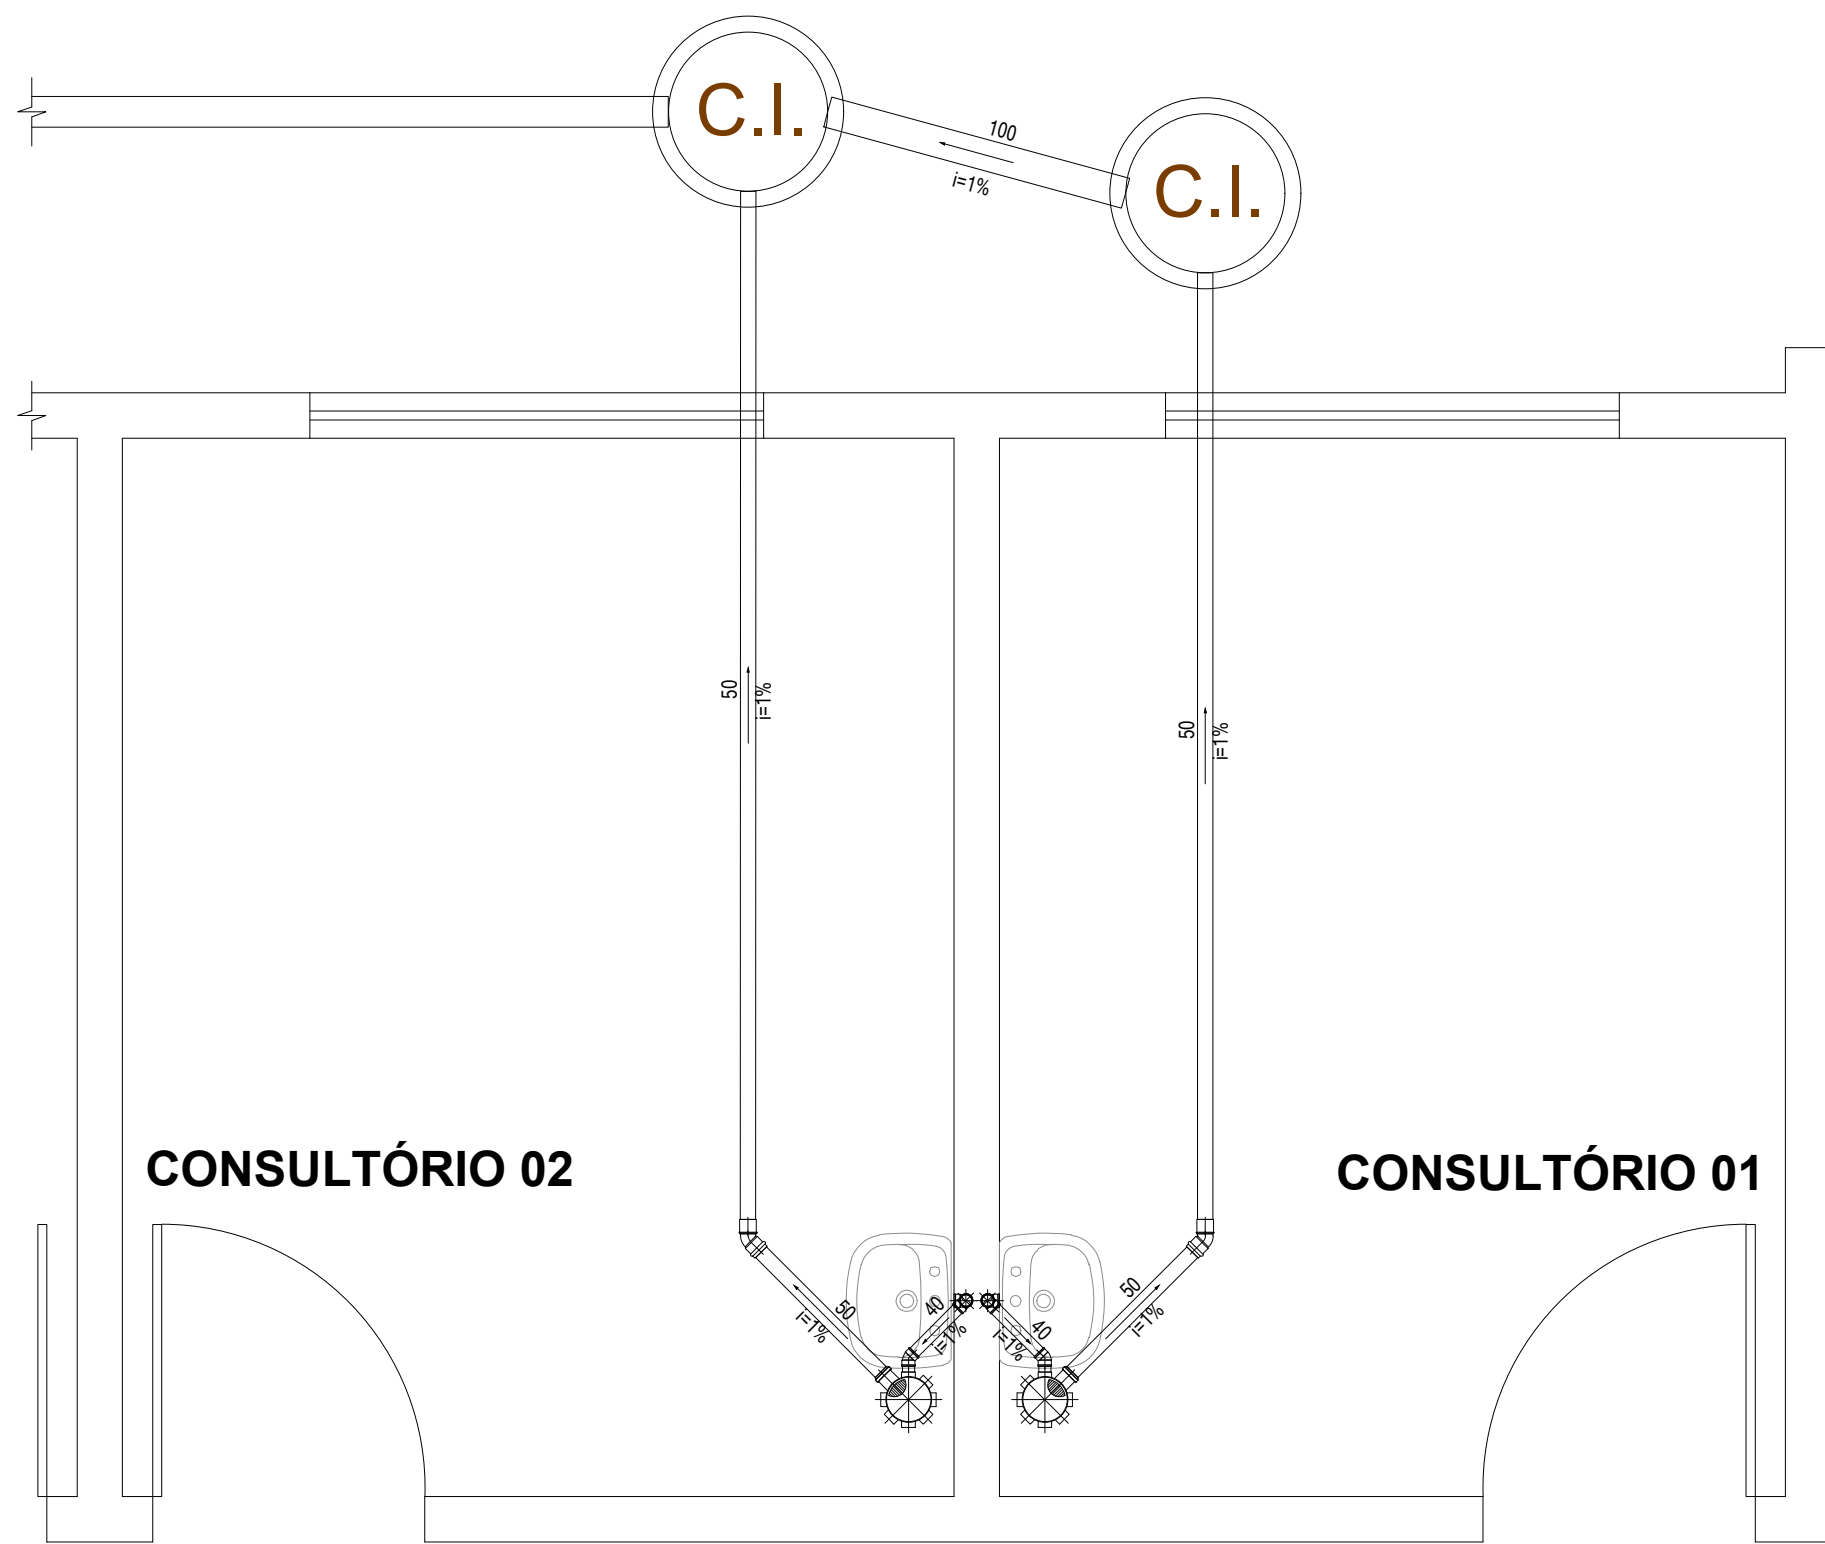 C.I.
100
i=1%
C.I.
50
i=1%
50
i=1%
CONSULTÓRIO 02
CONSULTÓRIO 01
50
i=1%
40
i=1%
40
i=1%
50
i=1%